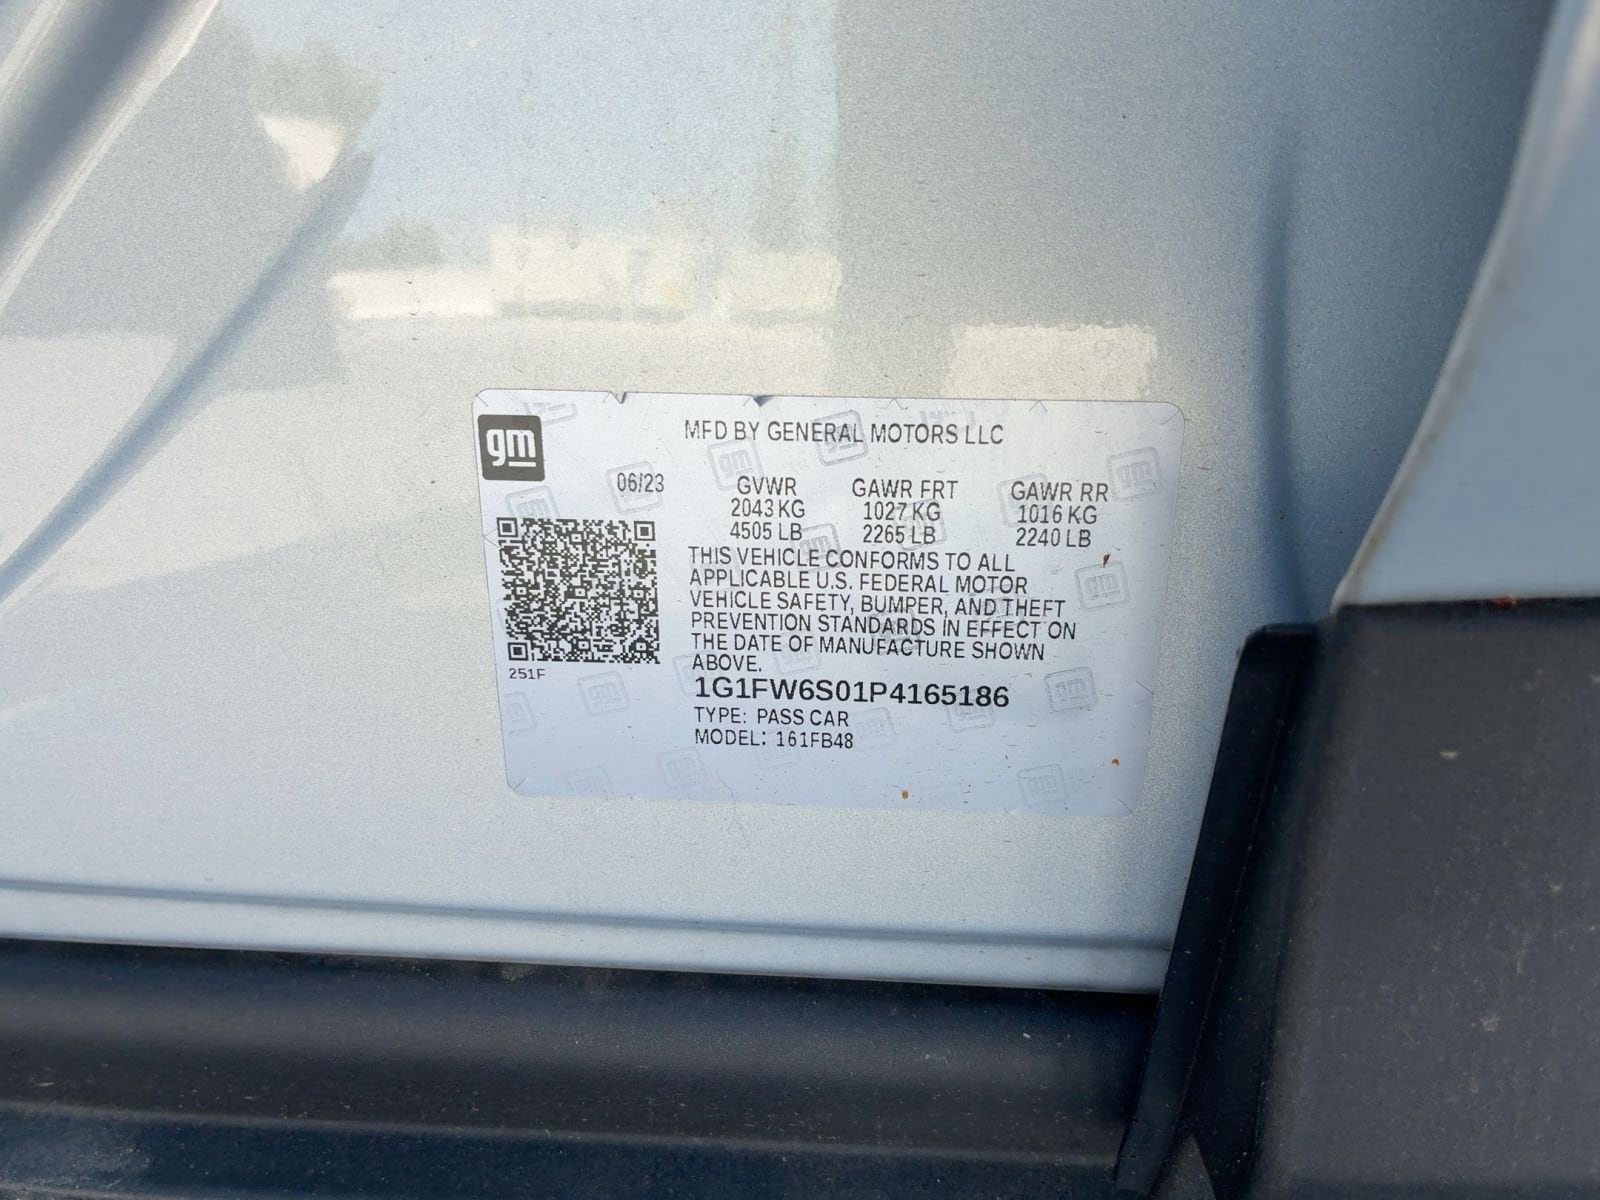 gm
MFD BY GENERAL MOTORS LLC
06/23 GVWR GAWR FRT GAWR RR
2043 KG 1027 KG 1016 KG
4505 LB 2265 LB 2240 LB
THIS VEHICLE CONFORMS TO ALL
APPLICABLE U.S. FEDERAL MOTOR
VEHICLE SAFETY, BUMPER, AND THEFT
PREVENTION STANDARDS IN EFFECT ON
THE DATE OF MANUFACTURE SHOWN
ABOVE.
251F
1G1FW6S01P4165186
TYPE: PASS CAR
MODEL: 161FB48